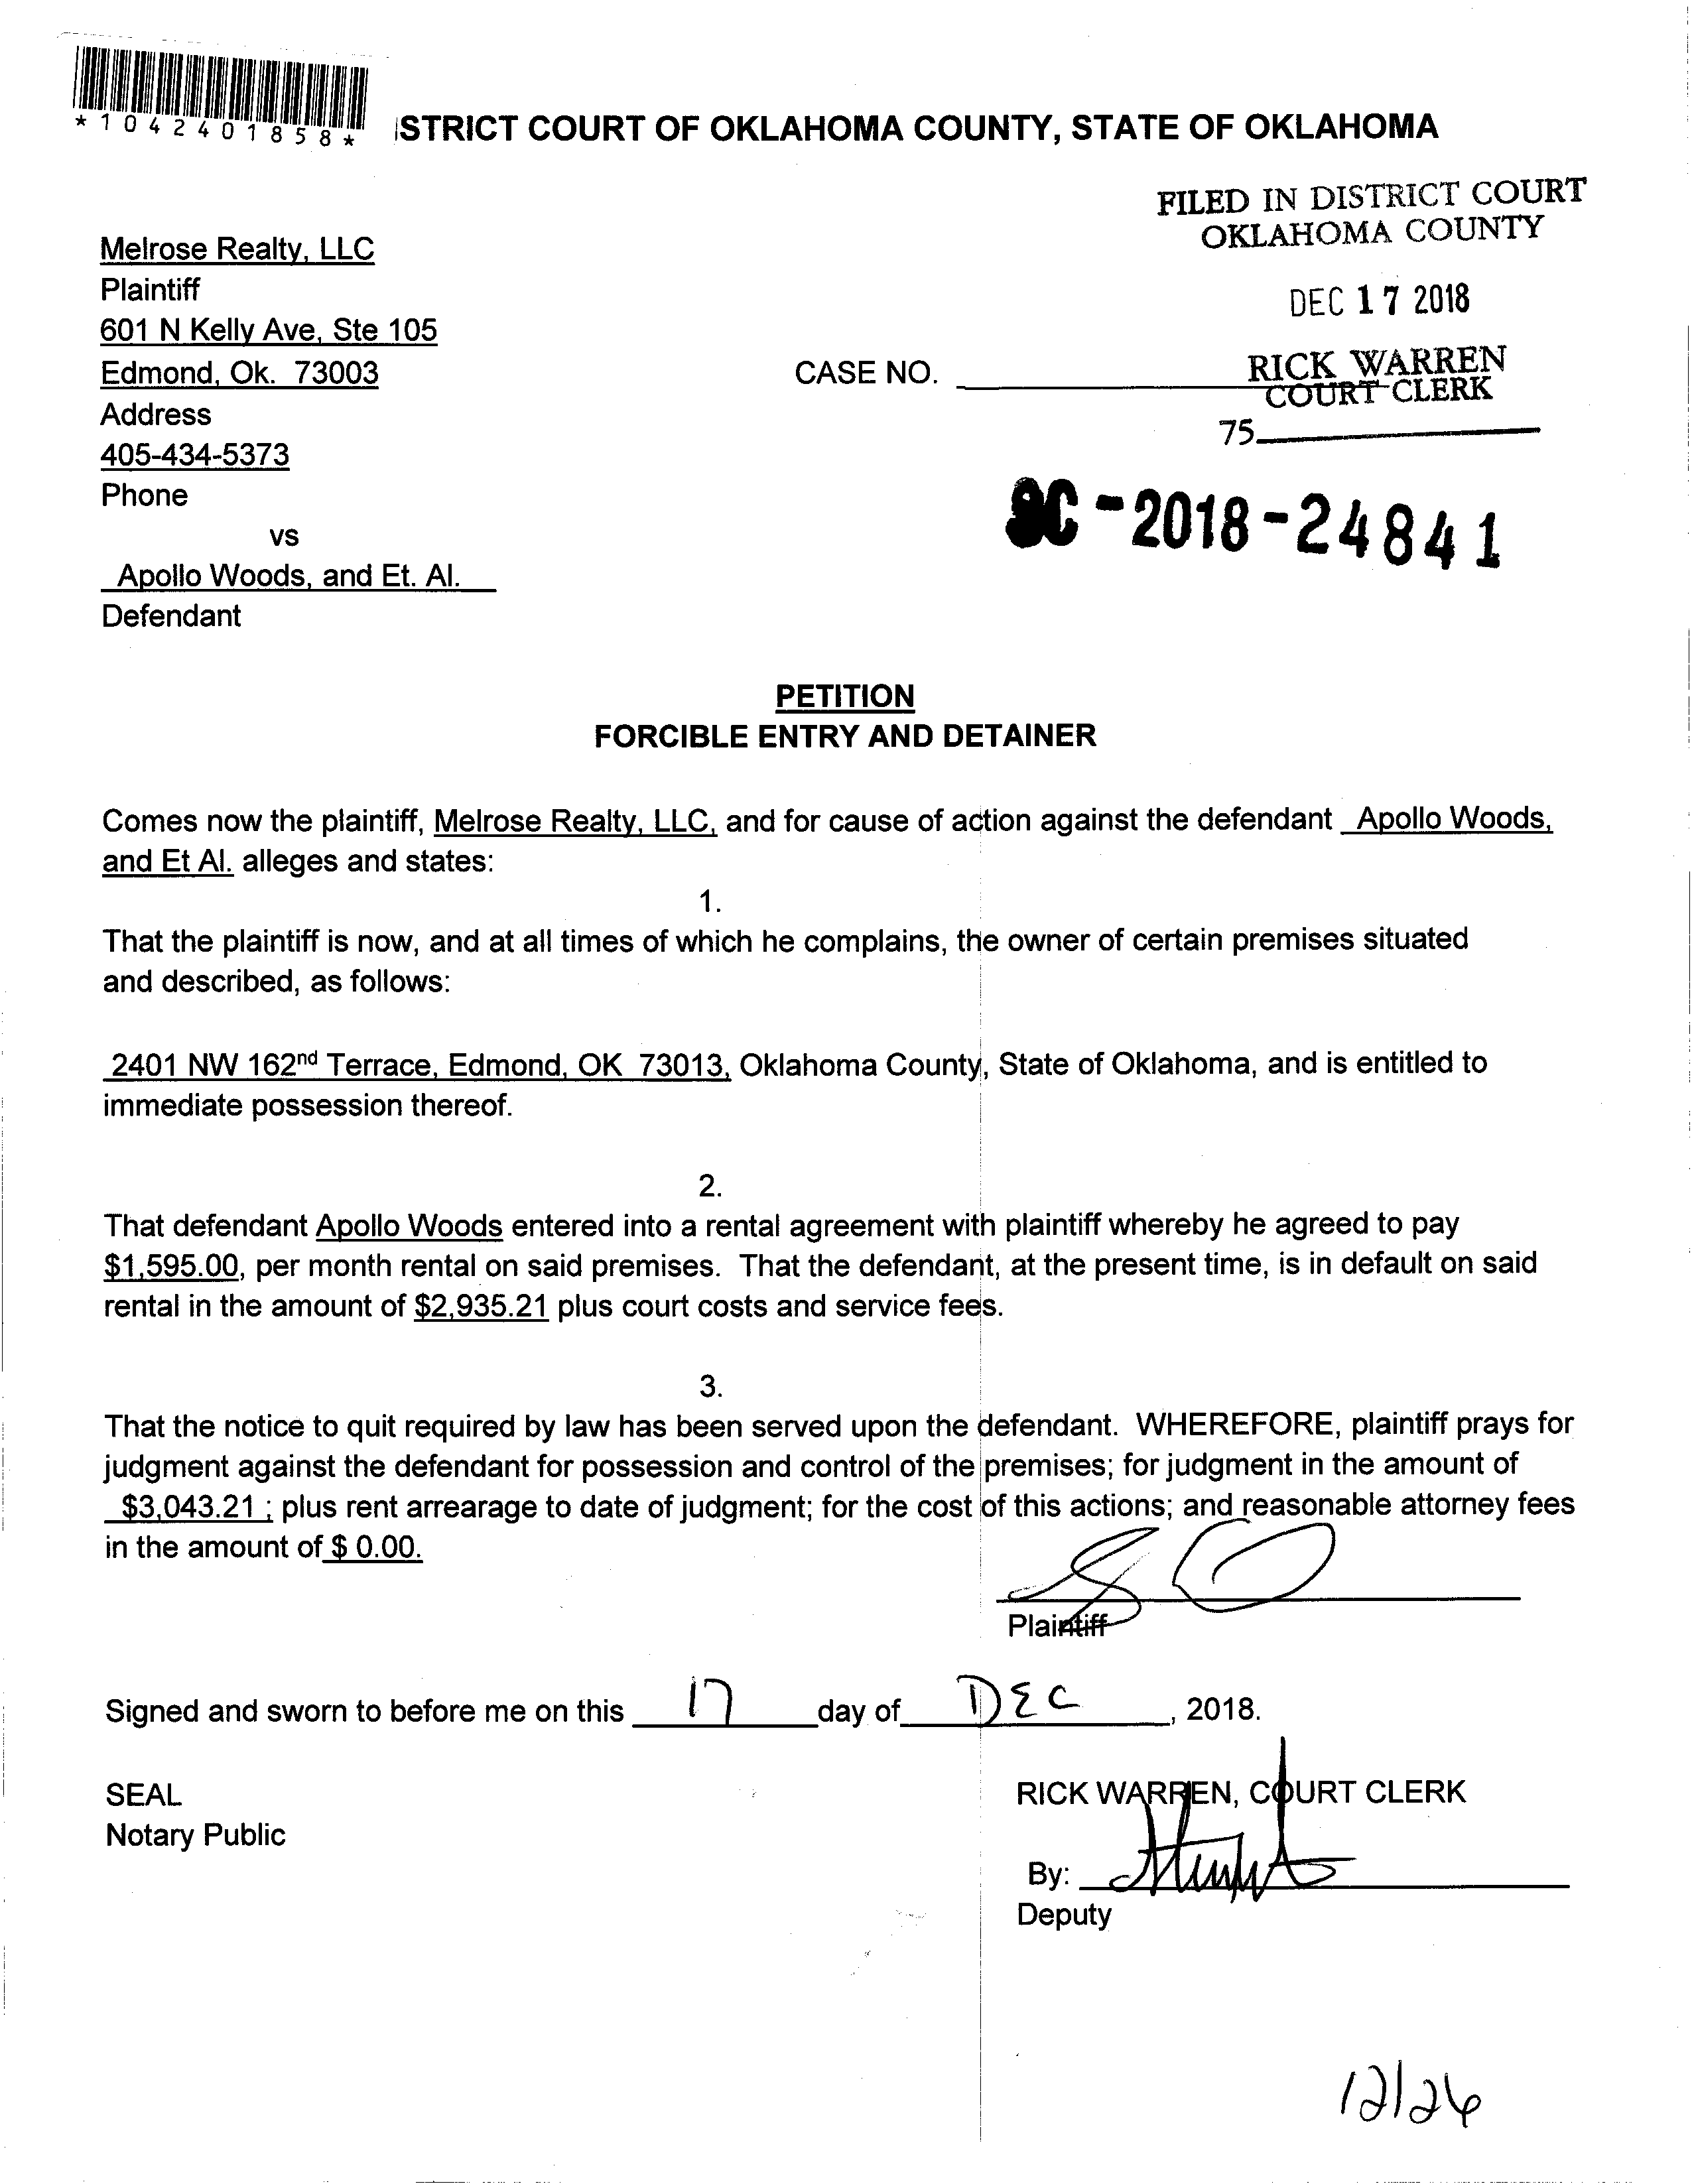 *1042401858*
ISTRICT COURT OF OKLAHOMA COUNTY, STATE OF OKLAHOMA
FILED IN DISTRICT COURT
OKLAHOMA COUNTY
Melrose Realty, LLC
Plaintiff
DEC 17 2018
601 N Kelly Ave, Ste 105
Edmond, Ok. 73003
CASE NO.
RICK WARREN
COURT CLERK
Address
405-434-5373
75
Phone
SC-2018-24841
vs
Apollo Woods, and Et. Al.
Defendant
PETITION
FORCIBLE ENTRY AND DETAINER
Comes now the plaintiff, Melrose Realty, LLC, and for cause of action against the defendant Apollo Woods,
and Et Al. alleges and states:
1.
That the plaintiff is now, and at all times of which he complains, the owner of certain premises situated
and described, as follows:
2401 NW 162nd Terrace, Edmond, OK 73013, Oklahoma County, State of Oklahoma, and is entitled to
immediate possession thereof.
2.
That defendant Apollo Woods entered into a rental agreement with plaintiff whereby he agreed to pay
$1,595.00, per month rental on said premises. That the defendant, at the present time, is in default on said
rental in the amount of $2,935.21 plus court costs and service fees.
3.
That the notice to quit required by law has been served upon the defendant. WHEREFORE, plaintiff prays for
judgment against the defendant for possession and control of the premises; for judgment in the amount of
$3,043.21 ; plus rent arrearage to date of judgment; for the cost of this actions; and reasonable attorney fees
in the amount of $ 0.00.
Plaintiff
Signed and sworn to before me on this 17 day of DEC, 2018.
SEAL
RICK WARREN, COURT CLERK
Notary Public
By:
Deputy
12/26